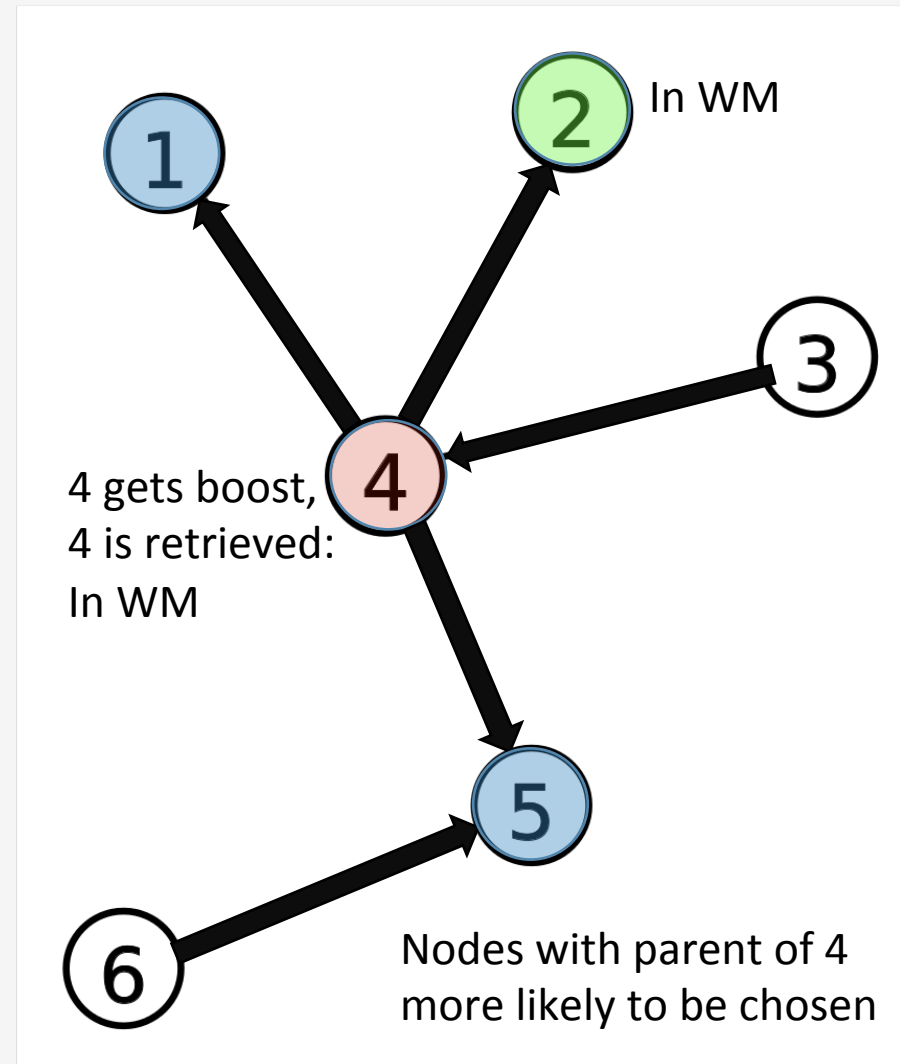 1
2
In WM
3
4
4 gets boost,
4 is retrieved:
In WM
5
6
Nodes with parent of 4
more likely to be chosen